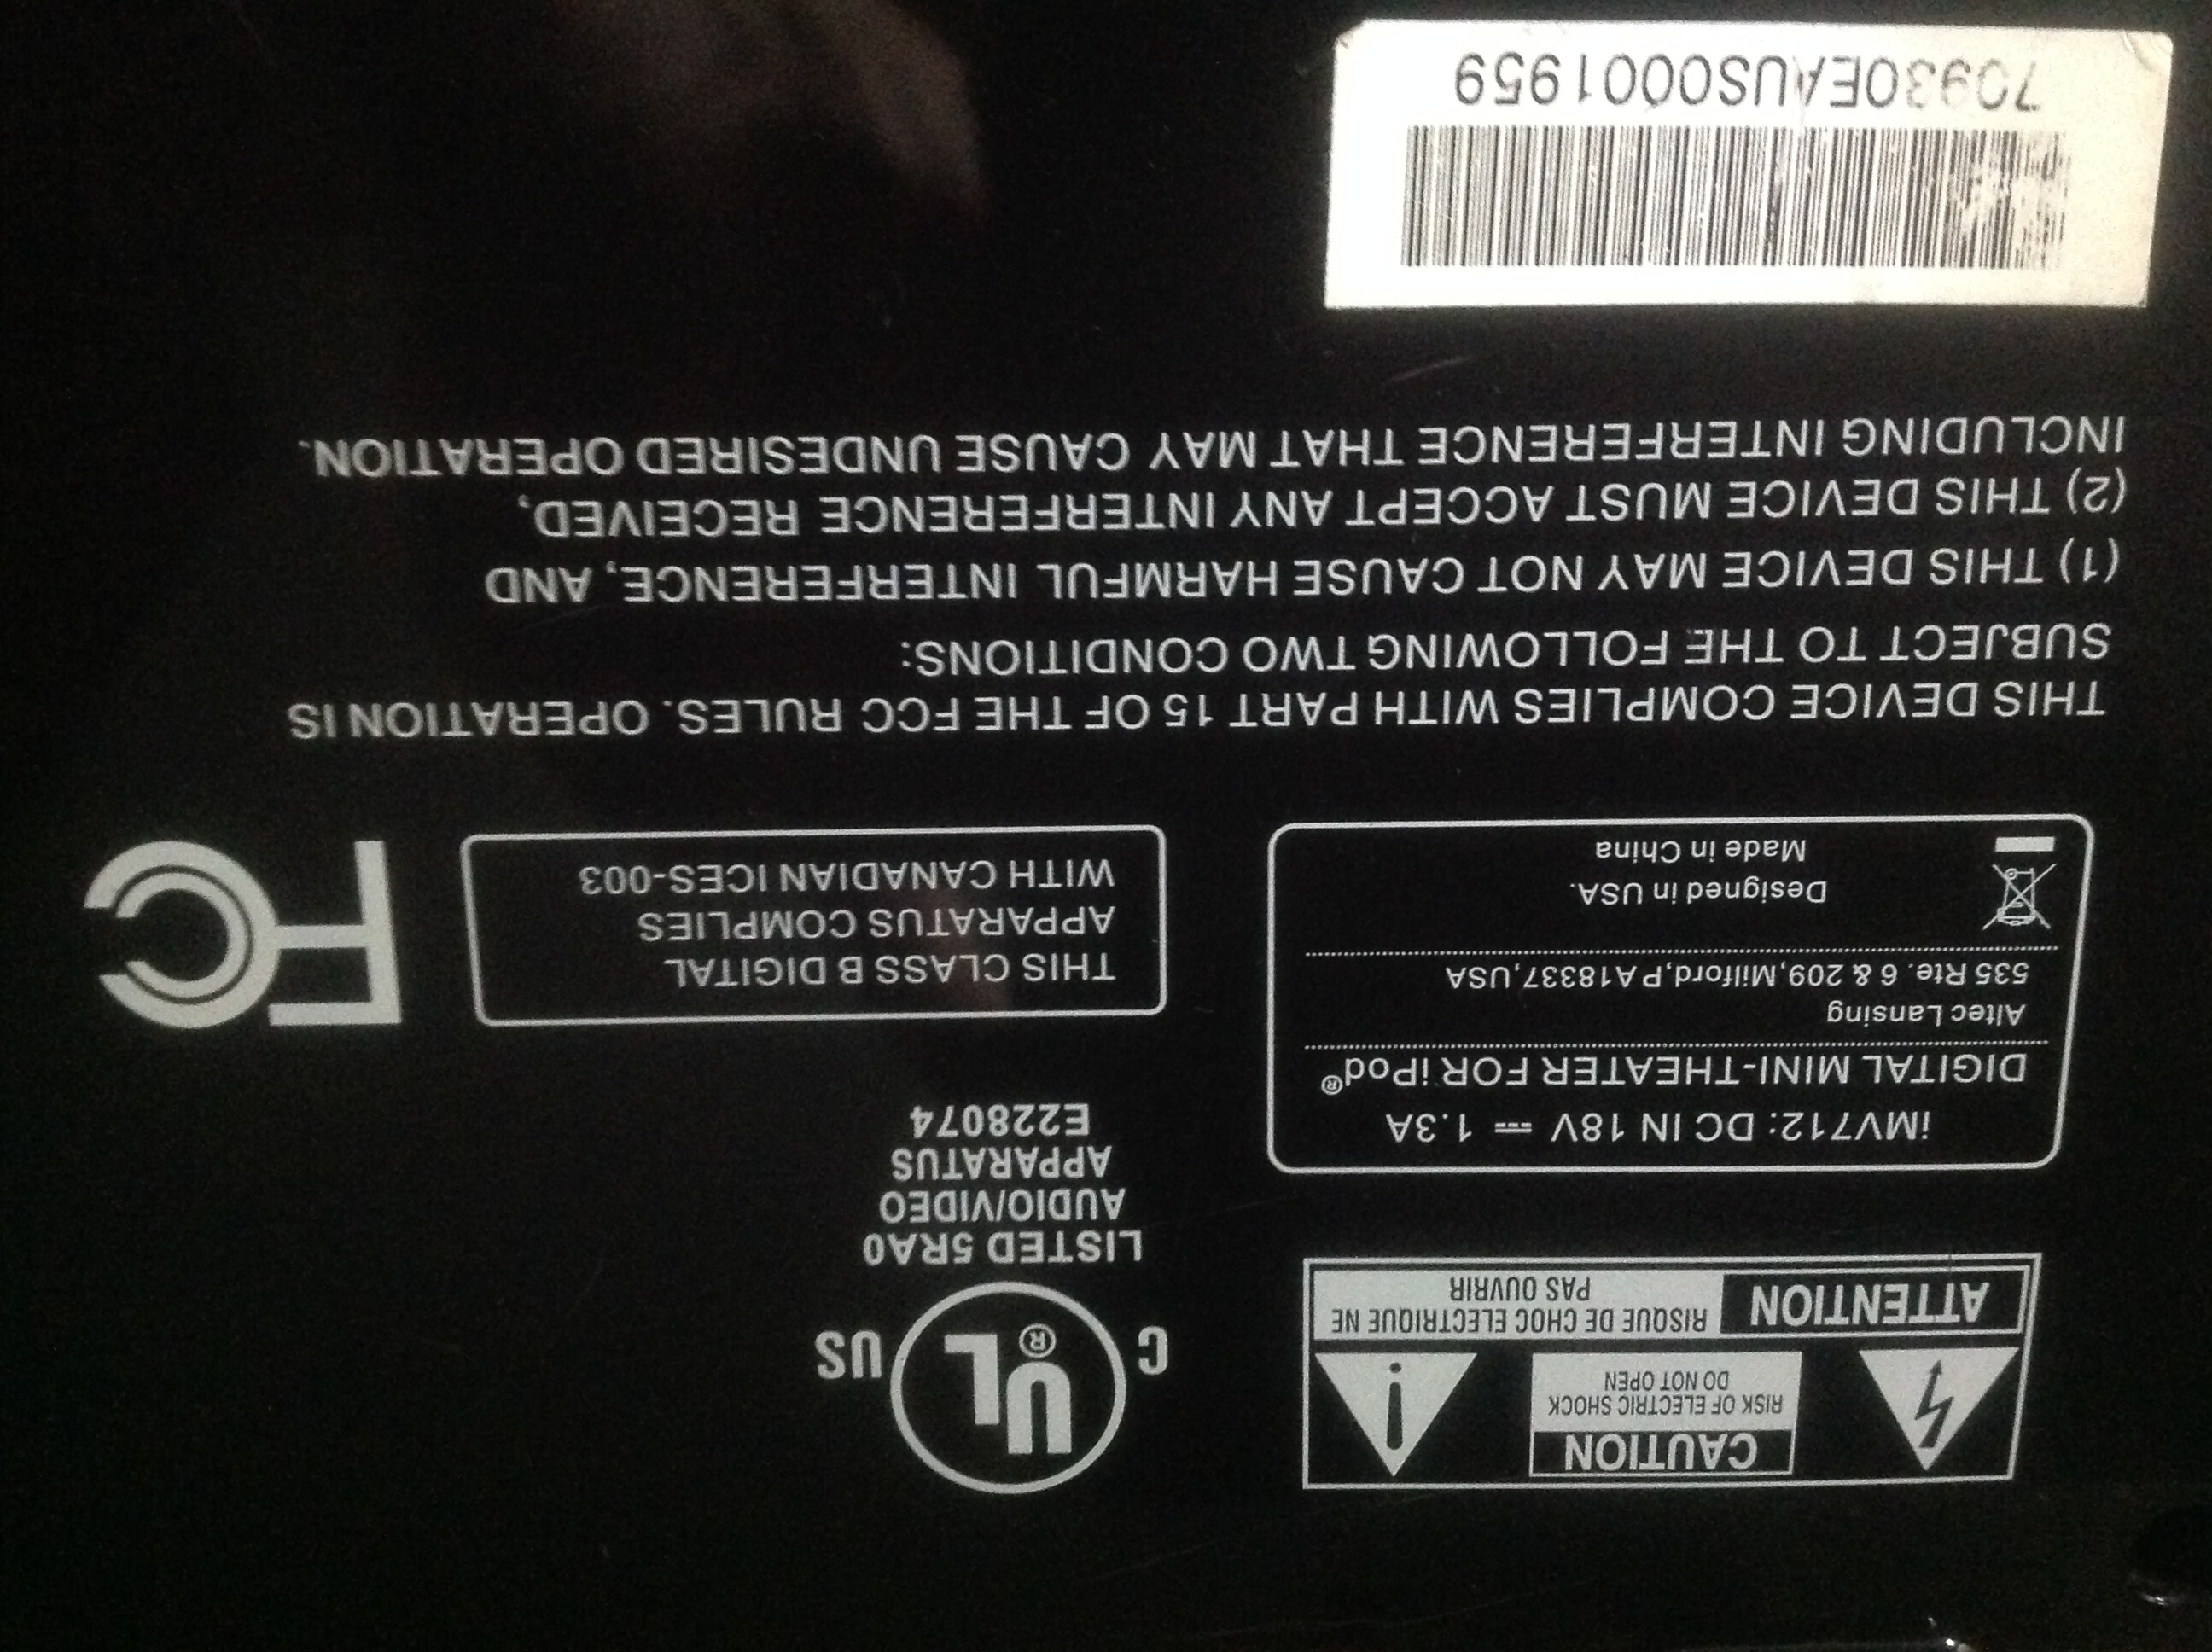 CAUTION
RISK OF ELECTRIC SHOCK
DO NOT OPEN
ATTENTION
RISQUE DE CHOC ELECTRIQUE NE
PAS OUVRIR
C UL® US
LISTED 5RA0
AUDIO/VIDEO
APPARATUS
E228074
iMV712: DC IN 18V ⎓ 1.3A
DIGITAL MINI-THEATER FOR iPod®
Altec Lansing
535 Rte. 6 & 209,Milford,PA18337,USA
Designed in USA.
Made in China
THIS CLASS B DIGITAL
APPARATUS COMPLIES
WITH CANADIAN ICES-003
FC
THIS DEVICE COMPLIES WITH PART 15 OF THE FCC RULES. OPERATION IS
SUBJECT TO THE FOLLOWING TWO CONDITIONS:
(1) THIS DEVICE MAY NOT CAUSE HARMFUL INTERFERENCE, AND
(2) THIS DEVICE MUST ACCEPT ANY INTERFERENCE RECEIVED,
INCLUDING INTERFERENCE THAT MAY CAUSE UNDESIRED OPERATION.
70930EAUS0001959